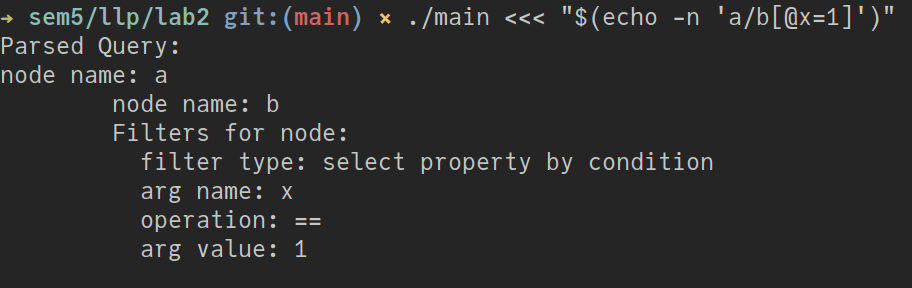 → sem5/llp/lab2 git:(main) × ./main <<< "$(echo -n 'a/b[@x=1]')"
Parsed Query:
node name: a
        node name: b
        Filters for node:
          filter type: select property by condition
          arg name: x
          operation: ==
          arg value: 1